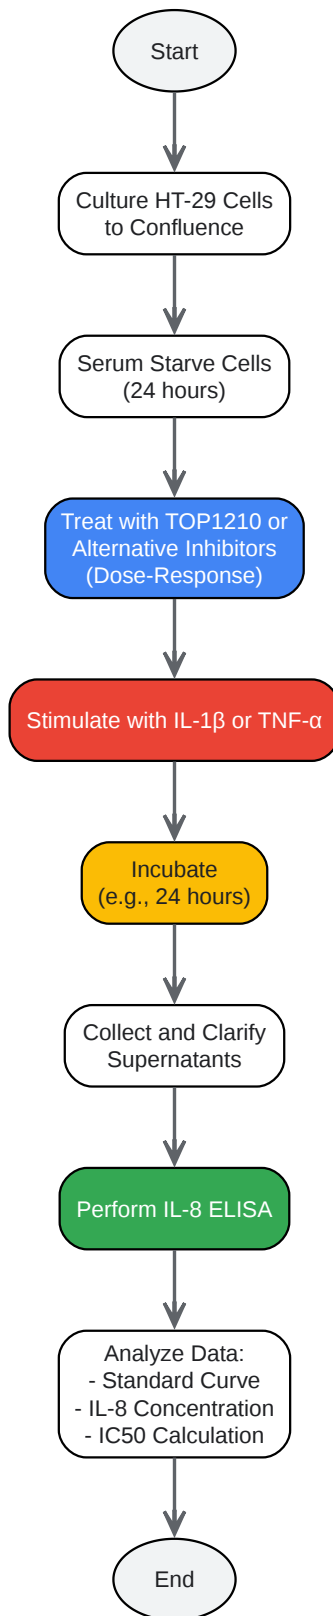 Start
Culture HT-29 Cells
to Confluence
Serum Starve Cells
(24 hours)
Treat with TOP1210 or
Alternative Inhibitors
(Dose-Response)
Stimulate with IL-1β or TNF-α
Incubate
(e.g., 24 hours)
Collect and Clarify
Supernatants
Perform IL-8 ELISA
Analyze Data:
- Standard Curve
- IL-8 Concentration
- IC50 Calculation
End